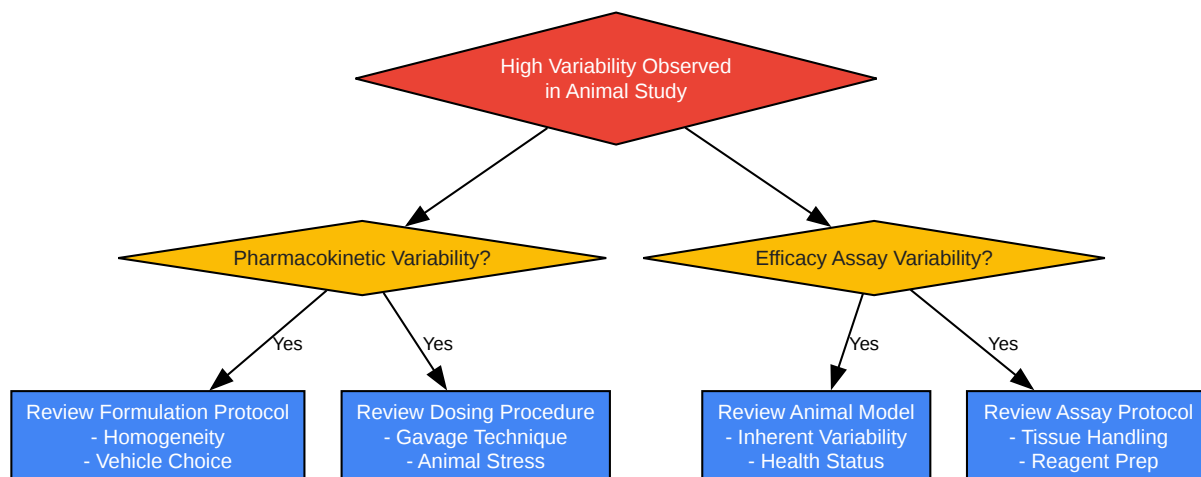 High Variability Observed
in Animal Study
Pharmacokinetic Variability?
Efficacy Assay Variability?
Yes
Yes
Yes
Yes
Review Formulation Protocol
- Homogeneity
- Vehicle Choice
Review Dosing Procedure
- Gavage Technique
- Animal Stress
Review Animal Model
- Inherent Variability
- Health Status
Review Assay Protocol
- Tissue Handling
- Reagent Prep